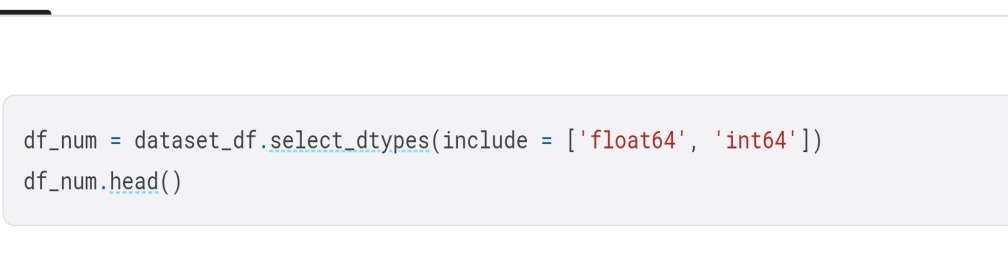 df_num = dataset_df.select_dtypes(include = ['float64', 'int64'])
df_num.head()